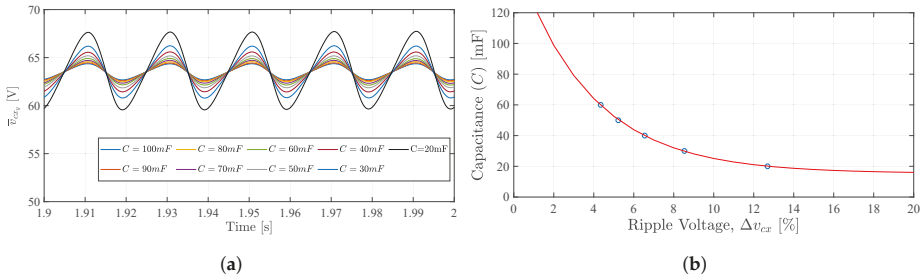 70
65
60
55
50
v̅cxᵥ [V]
C = 100mF C = 80mF C = 60mF C = 40mF C=20mF
C = 90mF C = 70mF C = 50mF C = 30mF
1.9 1.91 1.92 1.93 1.94 1.95 1.96 1.97 1.98 1.99 2
Time [s]
(a)
120
100
80
60
40
20
0
Capacitance (C) [mF]
0 2 4 6 8 10 12 14 16 18 20
Ripple Voltage, Δvcx [%]
(b)